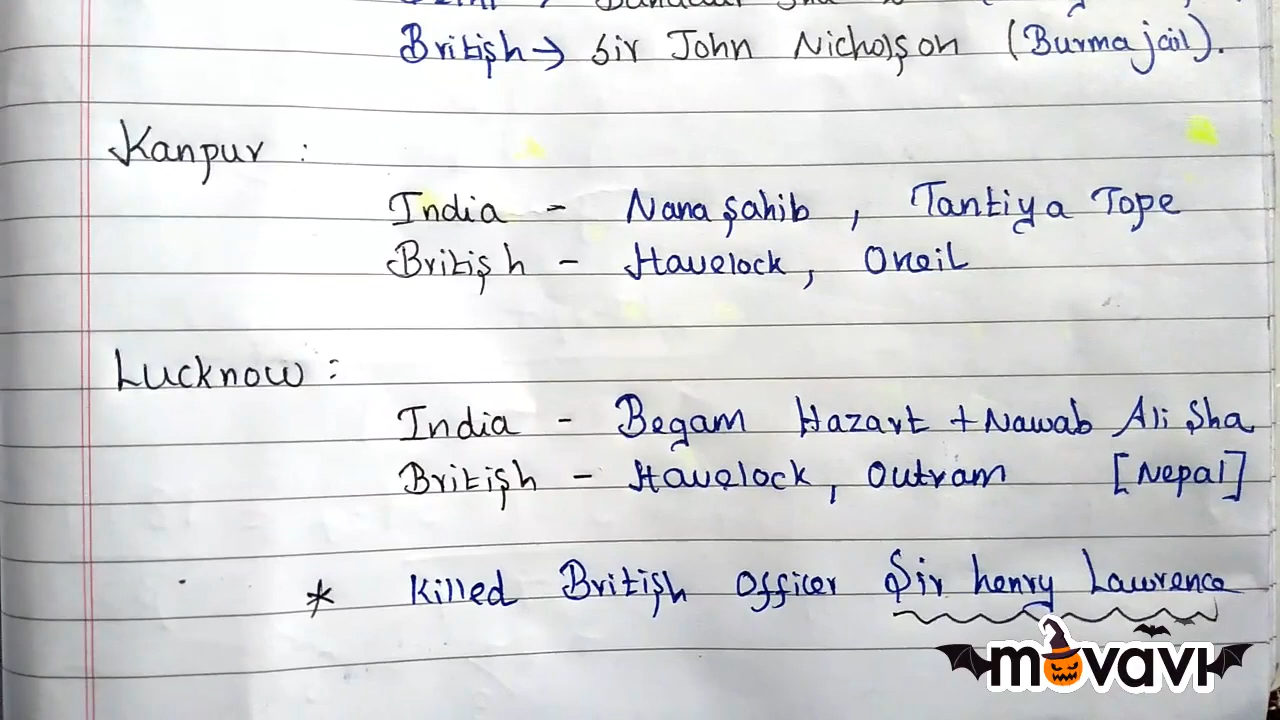 British → Sir John Nicholson (Burma jail).
Kanpur :
India - Nana Sahib , Tantiya Tope
British - Havelock, Oneil
Lucknow :
India - Begam Hazart + Nawab Ali Sha
British - Havelock, Outram [Nepal]
* Killed British Officer Sir henry Lawrence
movavi